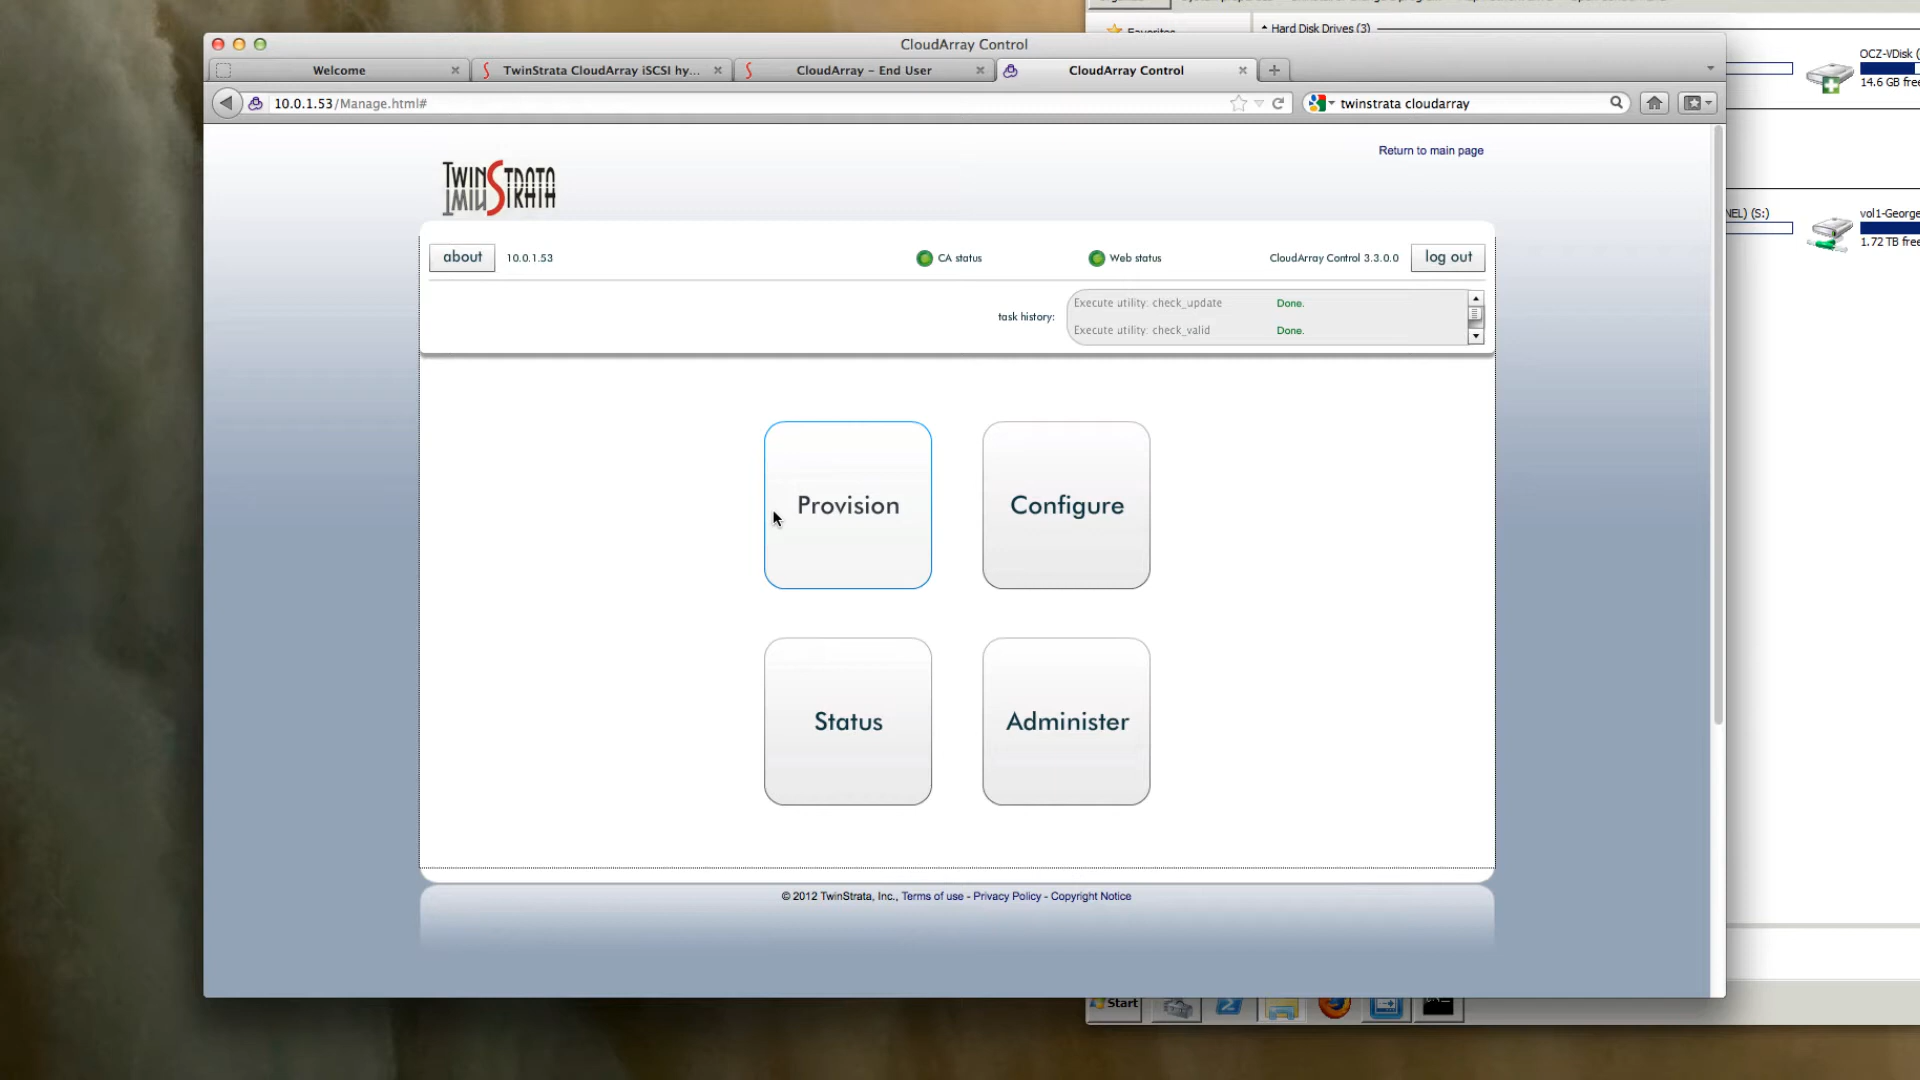 Favorites
Hard Disk Drives (3)
CloudArray Control
Welcome
TwinStrata CloudArray iSCSI hy...
CloudArray – End User
CloudArray Control
OCZ-VDisk (
14.6 GB free
10.0.1.53/Manage.html#
twinstrata cloudarray
Return to main page
TWINSTRATA
NEL) (S:)
vol1-George
1.72 TB free
about
10.0.1.53
CA status
Web status
CloudArray Control 3.3.0.0
log out
task history:
Execute utility: check_update Done.
Execute utility: check_valid Done.
Provision
Configure
Status
Administer
© 2012 TwinStrata, Inc., Terms of use - Privacy Policy - Copyright Notice
Start